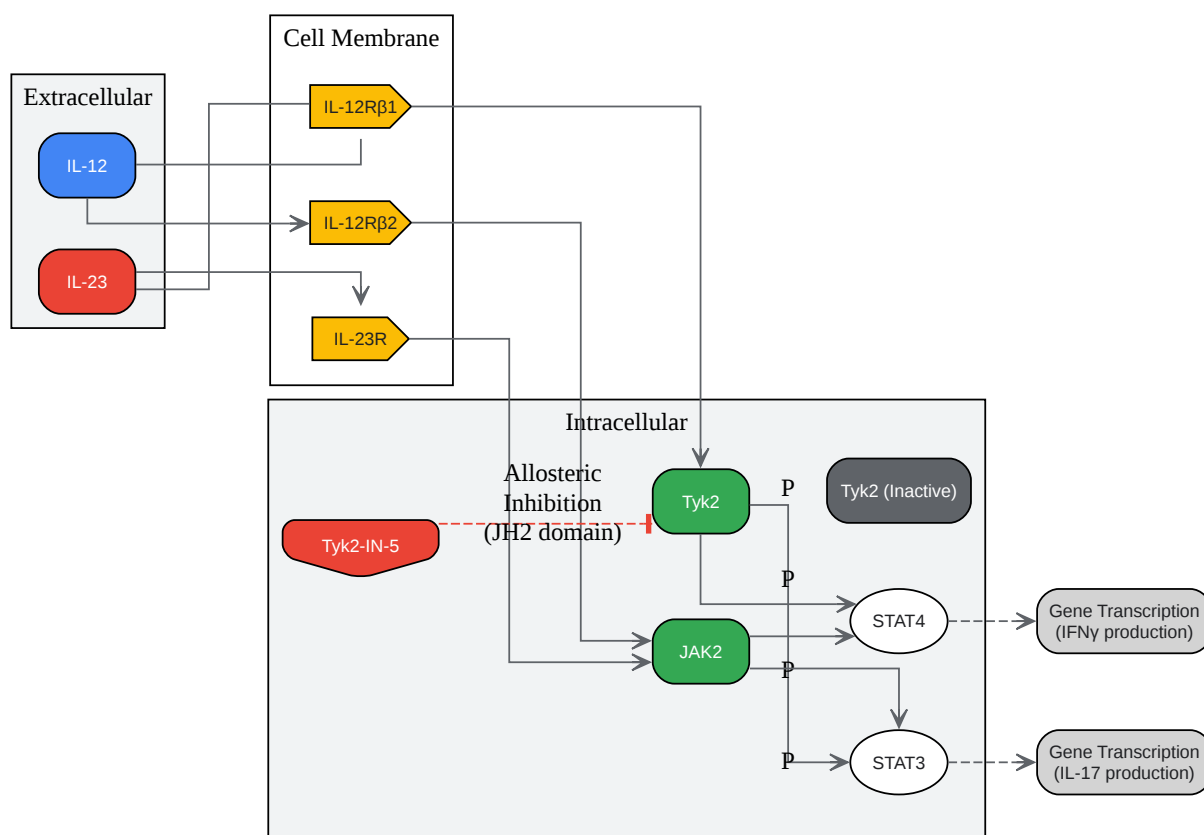 Cell Membrane
Extracellular
IL-12Rβ1
IL-12
IL-12Rβ2
IL-23
IL-23R
Intracellular
Allosteric
Inhibition
(JH2 domain)
Tyk2
P
Tyk2 (Inactive)
Tyk2-IN-5
P
STAT4
Gene Transcription
(IFNγ production)
JAK2
P
P
STAT3
Gene Transcription
(IL-17 production)